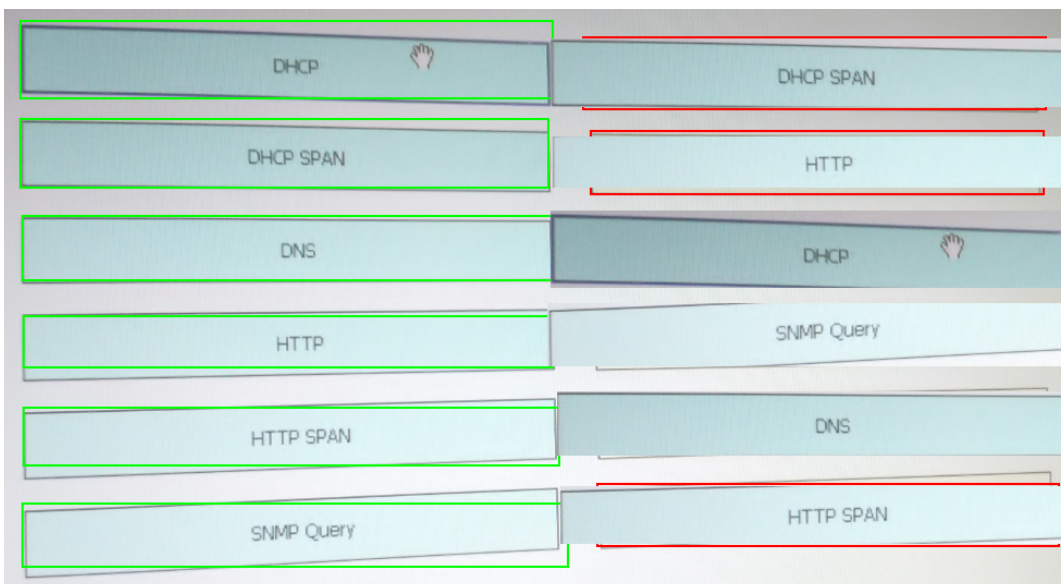 DHCP
DHCP SPAN
DHCP SPAN
HTTP
DNS
DHCP
HTTP
SNMP Query
HTTP SPAN
DNS
SNMP Query
HTTP SPAN